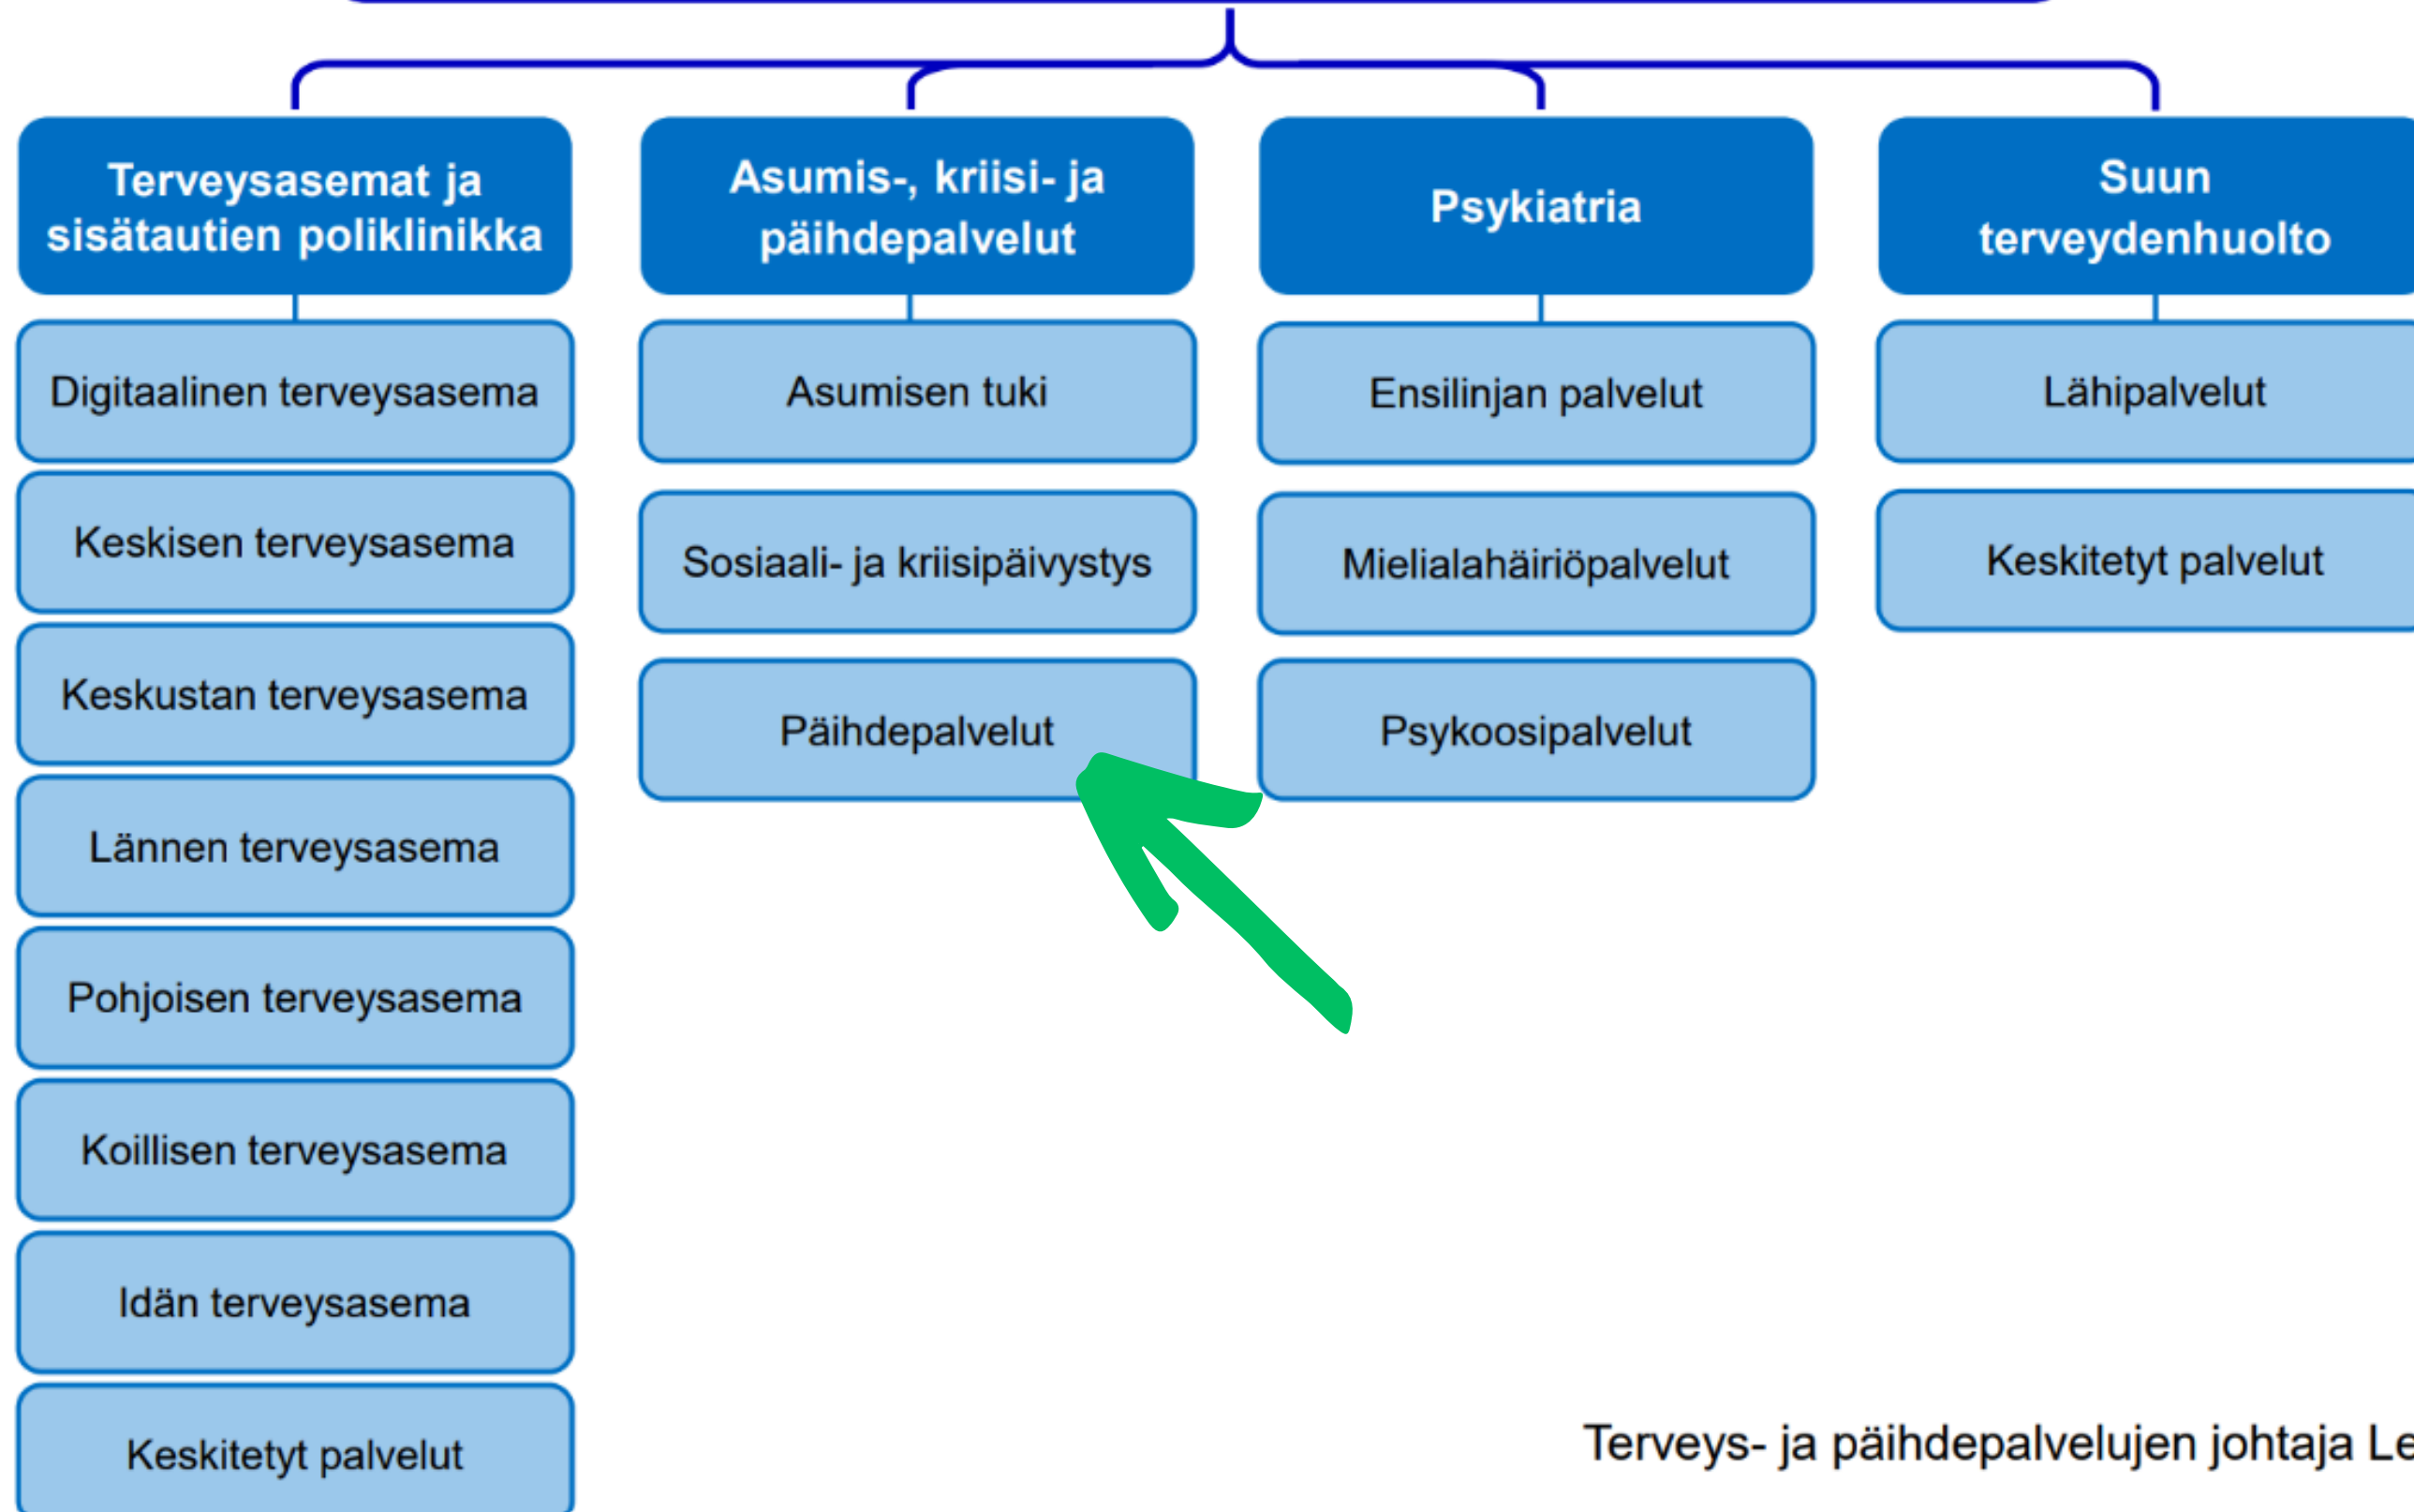 Terveysasemat ja
sisätautien poliklinikka
Digitaalinen terveysasema
Keskisen terveysasema
Keskustan terveysasema
Lännen terveysasema
Pohjoisen terveysasema
Koillisen terveysasema
Idän terveysasema
Keskitetyt palvelut
Asumis-, kriisi- ja
päihdepalvelut
Asumisen tuki
Sosiaali- ja kriisipäivystys
Päihdepalvelut
Psykiatria
Ensilinjan palvelut
Mielialahäiriöpalvelut
Psykoosipalvelut
Suun
terveydenhuolto
Lähipalvelut
Keskitetyt palvelut
Terveys- ja päihdepalvelujen johtaja